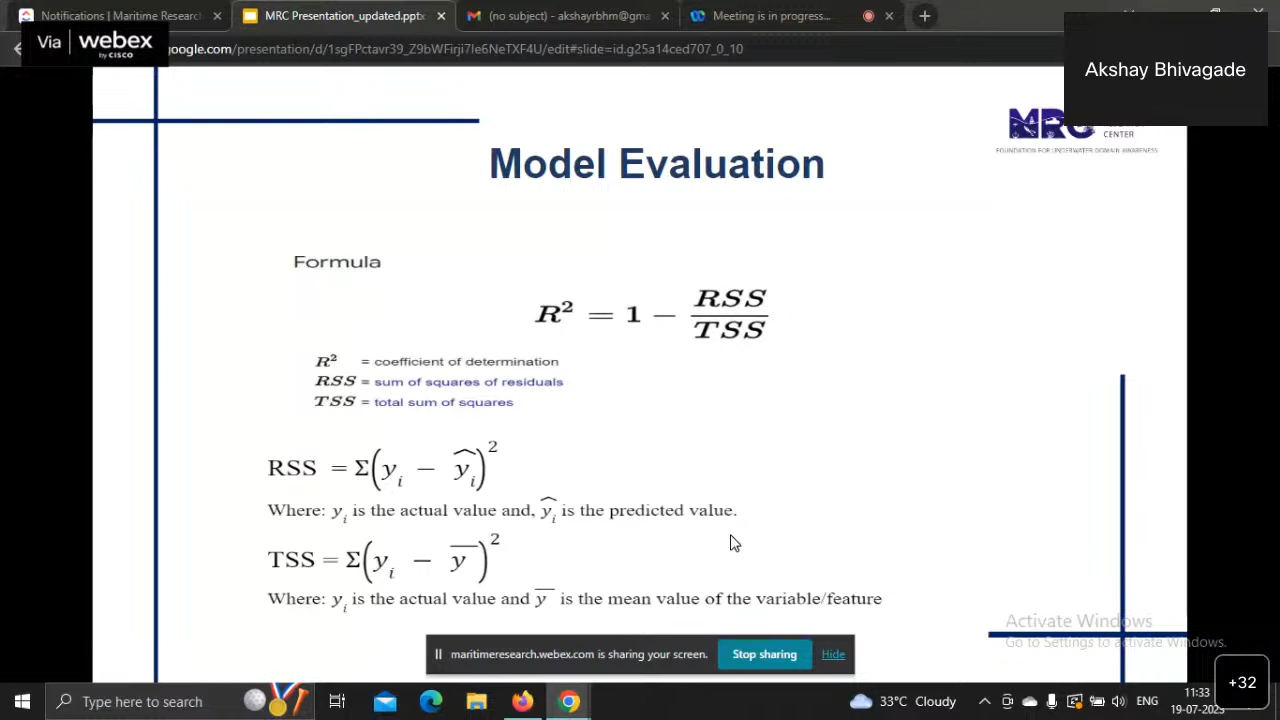 notifications | Maritime Resear
MRC Presentation_updated.pptx
(no subject) - akshayrbhm@gma
Meeting is in progress...
Via webex
by CISCO
google.com/presentation/d/1sgFPctavr39_Z9bWFirji7Ie6NeTXF4U/edit#slide=id.g25a14ced707_0_10
Akshay Bhivagade
MRC
CENTER
FOUNDATION FOR UNDERWATER DOMAIN AWARENESS
Model Evaluation
Formula
R² = 1 − RSS / TSS
R² = coefficient of determination
RSS = sum of squares of residuals
TSS = total sum of squares
RSS = Σ(yᵢ − ŷᵢ)²
Where: yᵢ is the actual value and, ŷᵢ is the predicted value.
TSS = Σ(yᵢ − y̅)²
Where: yᵢ is the actual value and y̅ is the mean value of the variable/feature
Activate Windows
Go to Settings to activate Windows.
maritimeresearch.webex.com is sharing your screen. Stop sharing Hide
+32
Type here to search
33°C Cloudy
ENG
11:33
19-07-2023